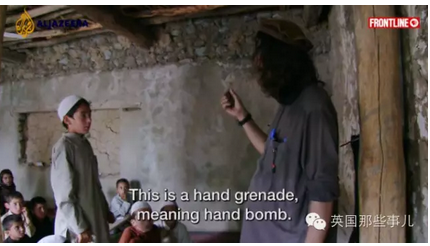 ALJAZEERA
FRONTLINE
This is a hand grenade,
meaning hand bomb.
英国那些事儿